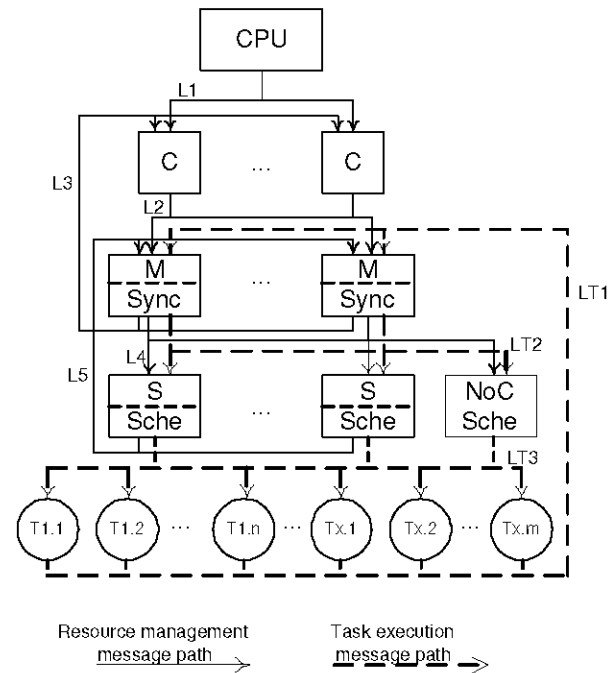 CPU
L1
C ... C
L3
L2
M ... M
Sync Sync
LT1
L4
LT2
L5
S ... S NoC
Sche Sche Sche
LT3
T1.1 T1.2 ... T1.n ... Tx.1 Tx.2 ... Tx.m
Resource management
message path
Task execution
message path